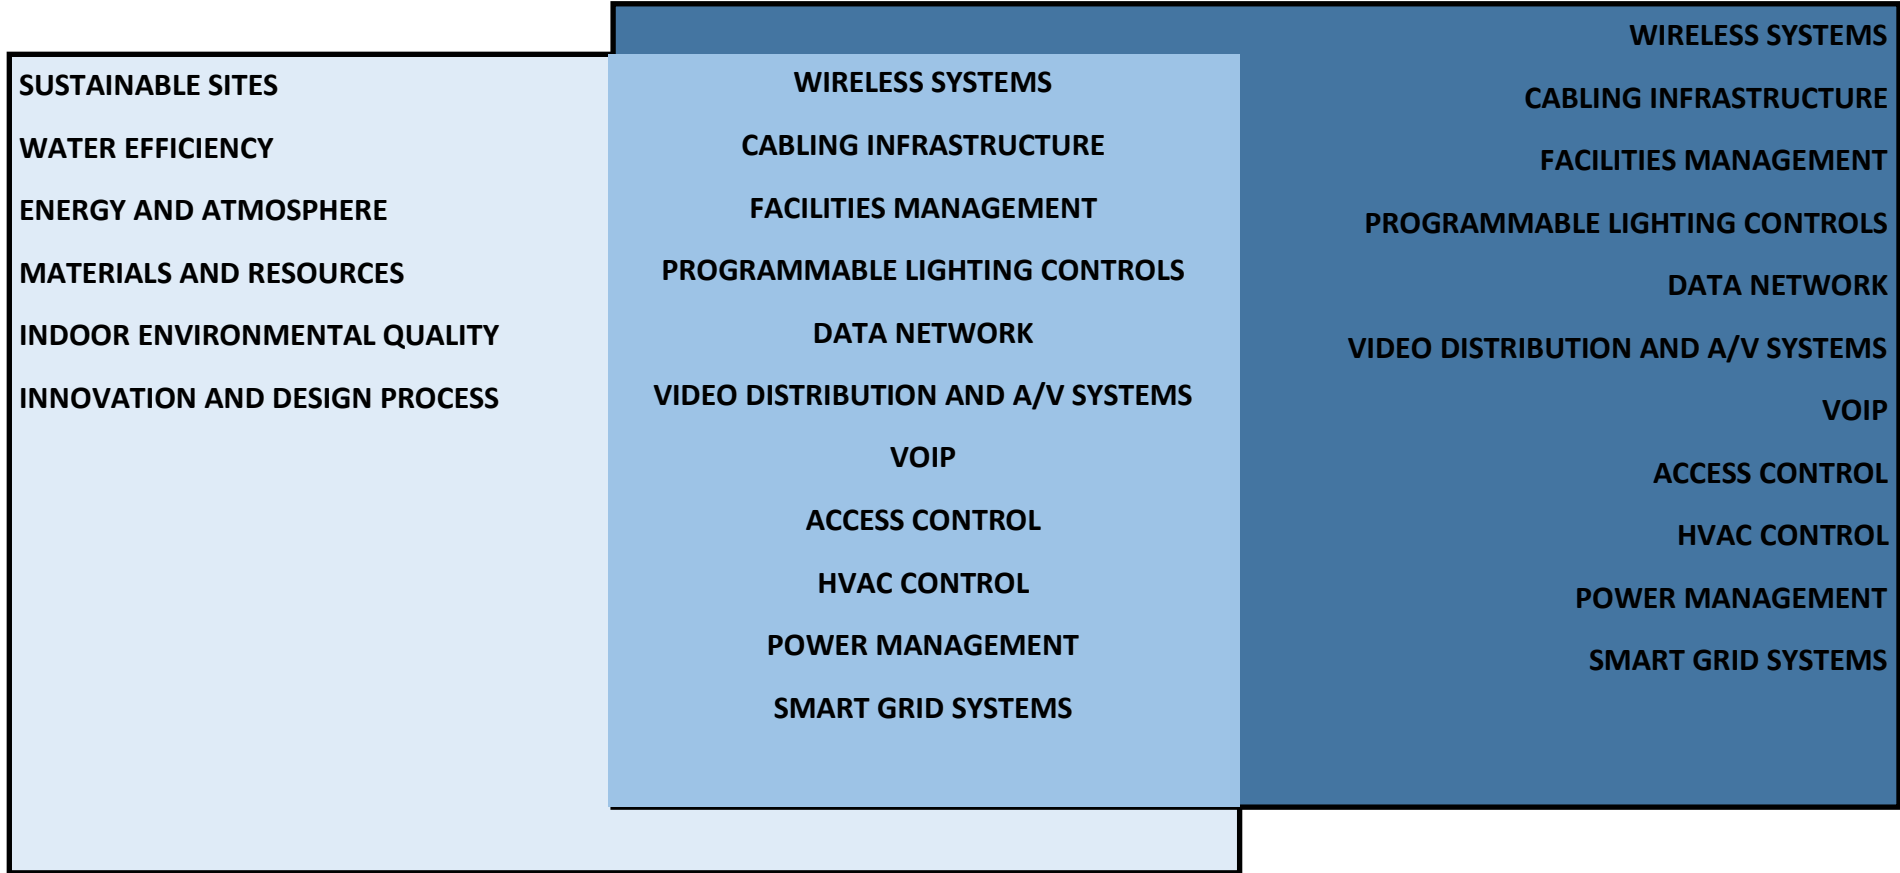 SUSTAINABLE SITES
WATER EFFICIENCY
ENERGY AND ATMOSPHERE
MATERIALS AND RESOURCES
INDOOR ENVIRONMENTAL QUALITY
INNOVATION AND DESIGN PROCESS
WIRELESS SYSTEMS
CABLING INFRASTRUCTURE
FACILITIES MANAGEMENT
PROGRAMMABLE LIGHTING CONTROLS
DATA NETWORK
VIDEO DISTRIBUTION AND A/V SYSTEMS
VOIP
ACCESS CONTROL
HVAC CONTROL
POWER MANAGEMENT
SMART GRID SYSTEMS
WIRELESS SYSTEMS
CABLING INFRASTRUCTURE
FACILITIES MANAGEMENT
PROGRAMMABLE LIGHTING CONTROLS
DATA NETWORK
VIDEO DISTRIBUTION AND A/V SYSTEMS
VOIP
ACCESS CONTROL
HVAC CONTROL
POWER MANAGEMENT
SMART GRID SYSTEMS